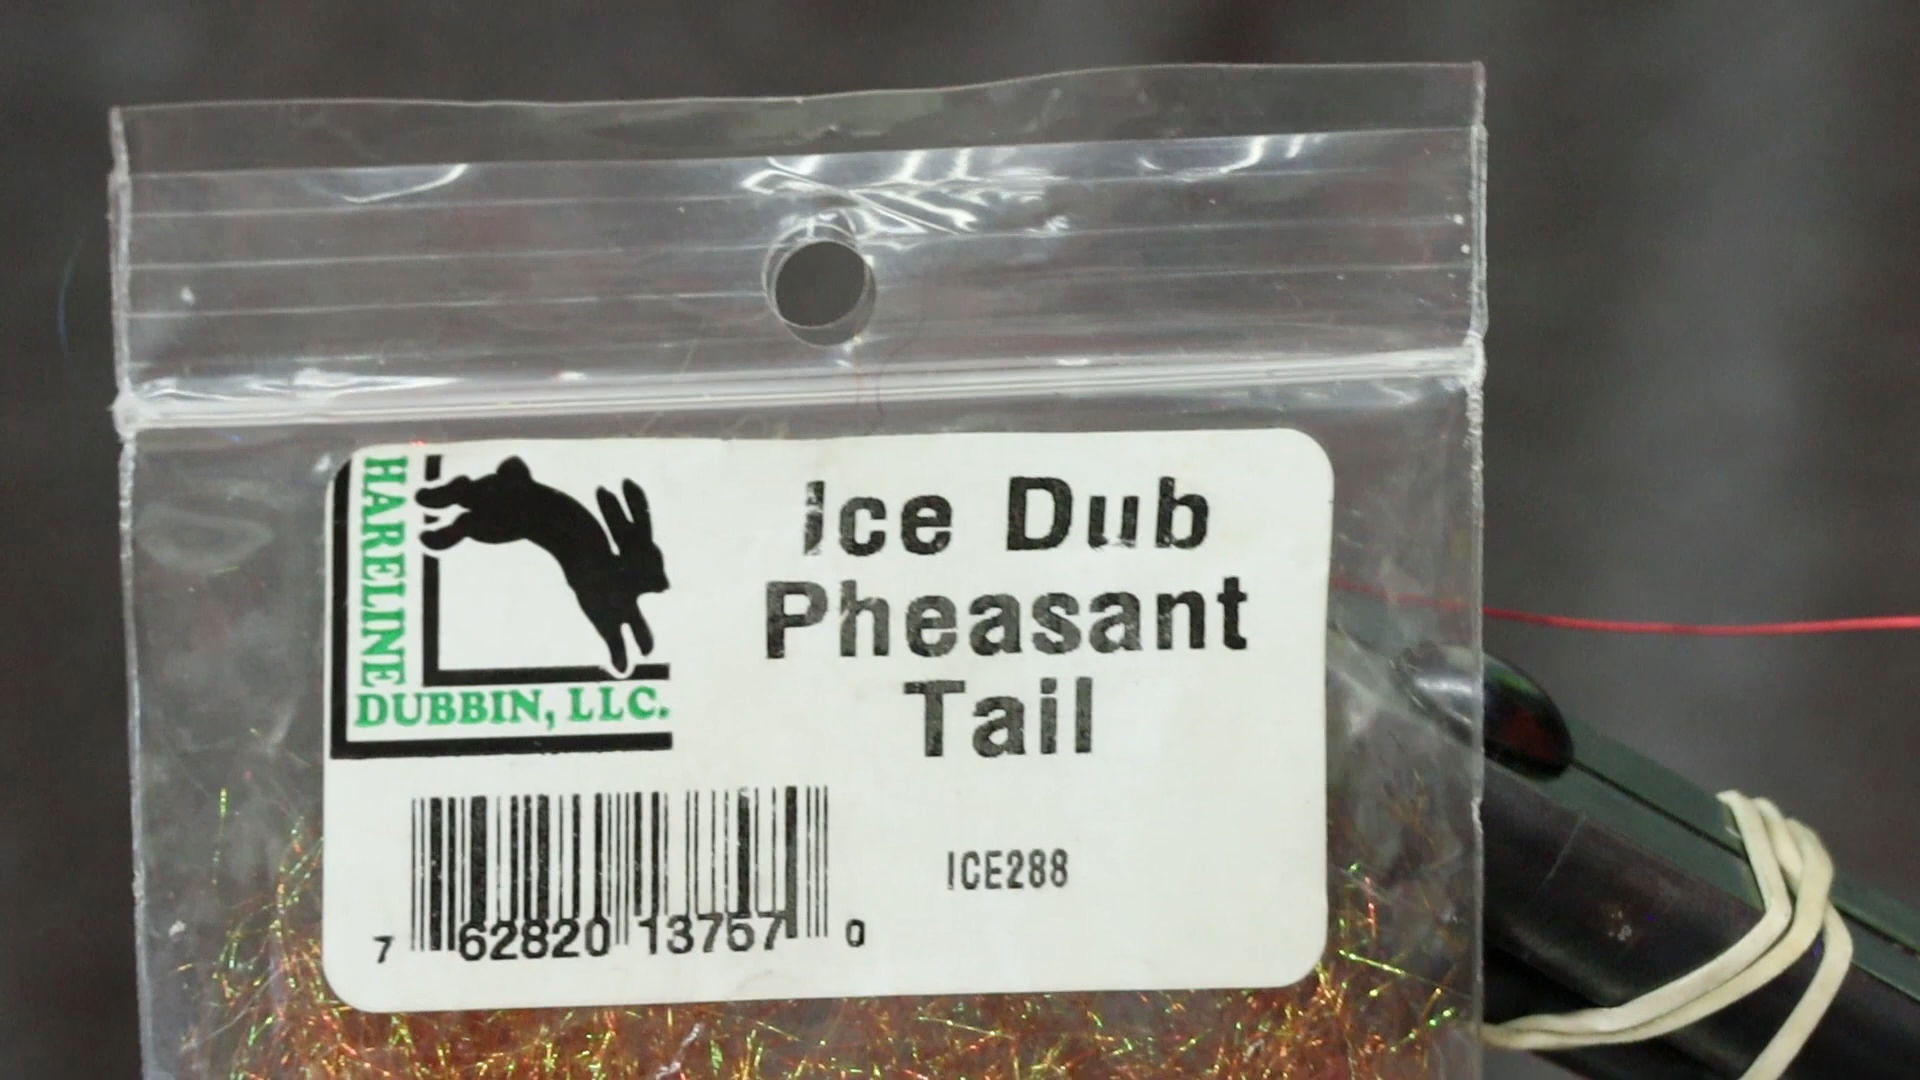 HARELINE
DUBBIN, LLC.
Ice Dub
Pheasant
Tail
ICE288
7 62820 13757 0